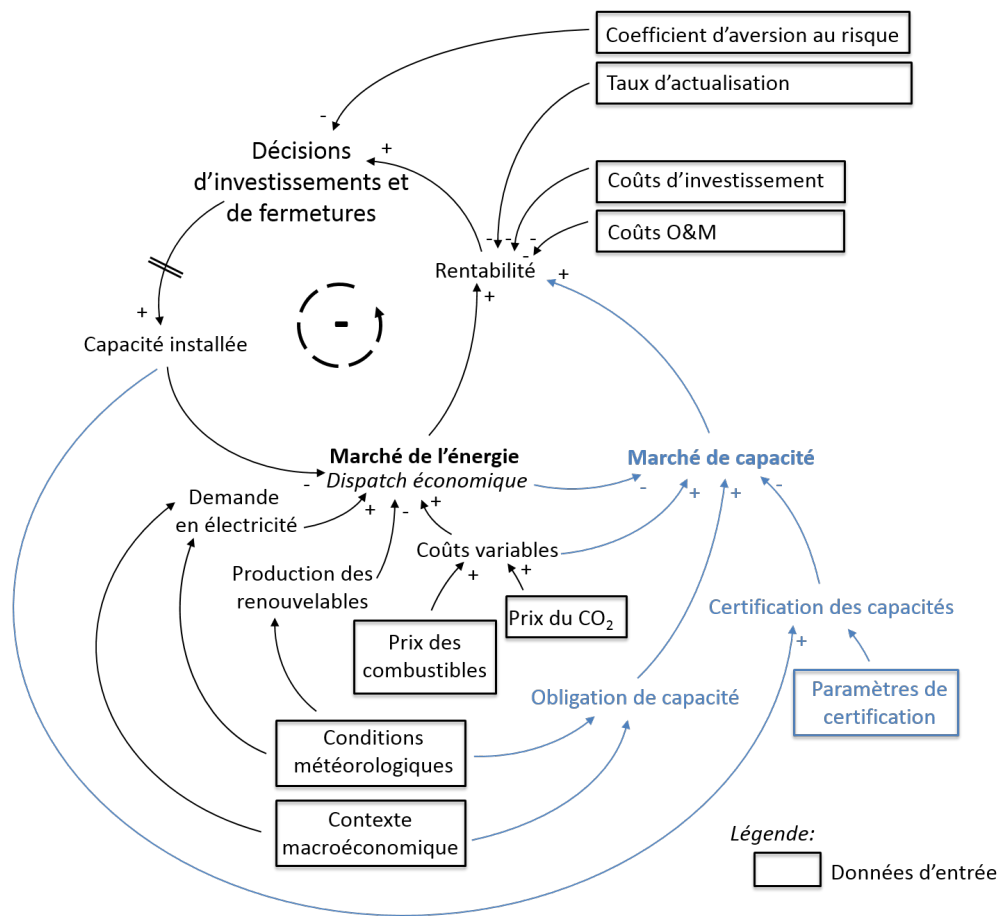 Coefficient d'aversion au risque
Taux d'actualisation
-
Décisions
d'investissements et
de fermetures
+
Coûts d'investissement
Coûts O&M
- - -
-
Rentabilité
+
+
+
Capacité installée
-
Marché de l'énergie
Dispatch économique
-
Marché de capacité
-
+
+
-
Demande
en électricité
+
-
+
Coûts variables
+
+
Production des
renouvelables
Prix du CO2
Prix des
combustibles
Certification des capacités
+
Obligation de capacité
Paramètres de
certification
Conditions
météorologiques
Contexte
macroéconomique
Légende:
Données d'entrée